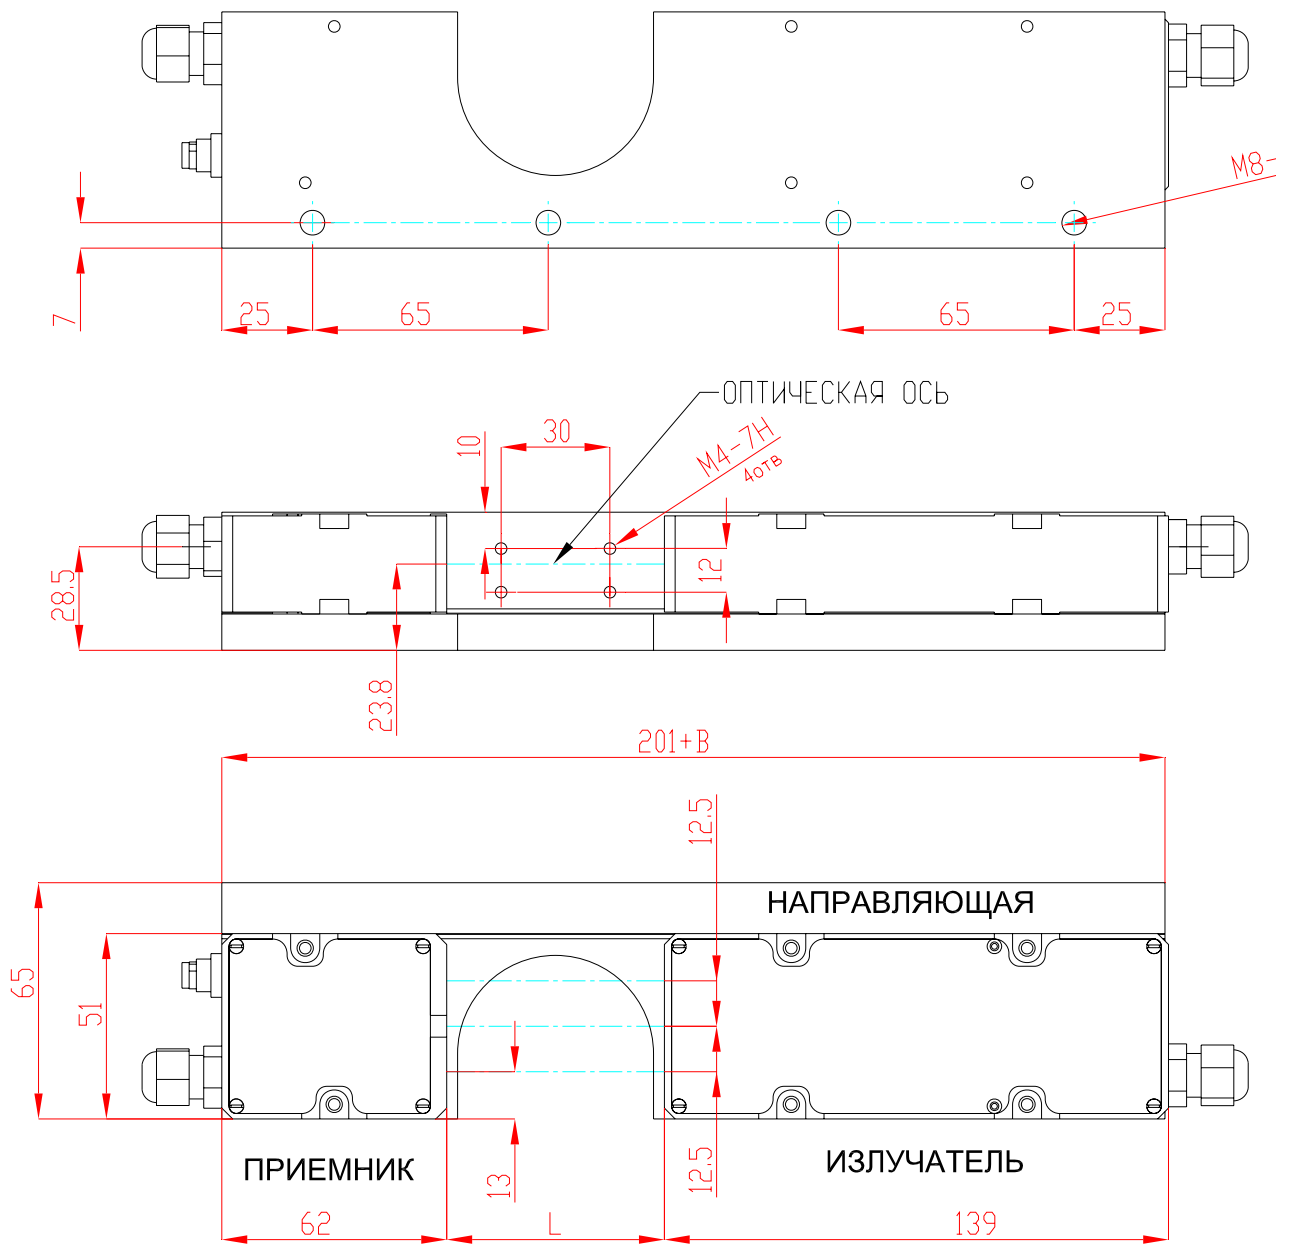 M8-
7
25
65
65
25
ОПТИЧЕСКАЯ ОСЬ
10
30
M4-7H
4отв
12
28,5
23,8
201+B
12,5
НАПРАВЛЯЮЩАЯ
65
51
13
12,5
ПРИЕМНИК
ИЗЛУЧАТЕЛЬ
62
L
139